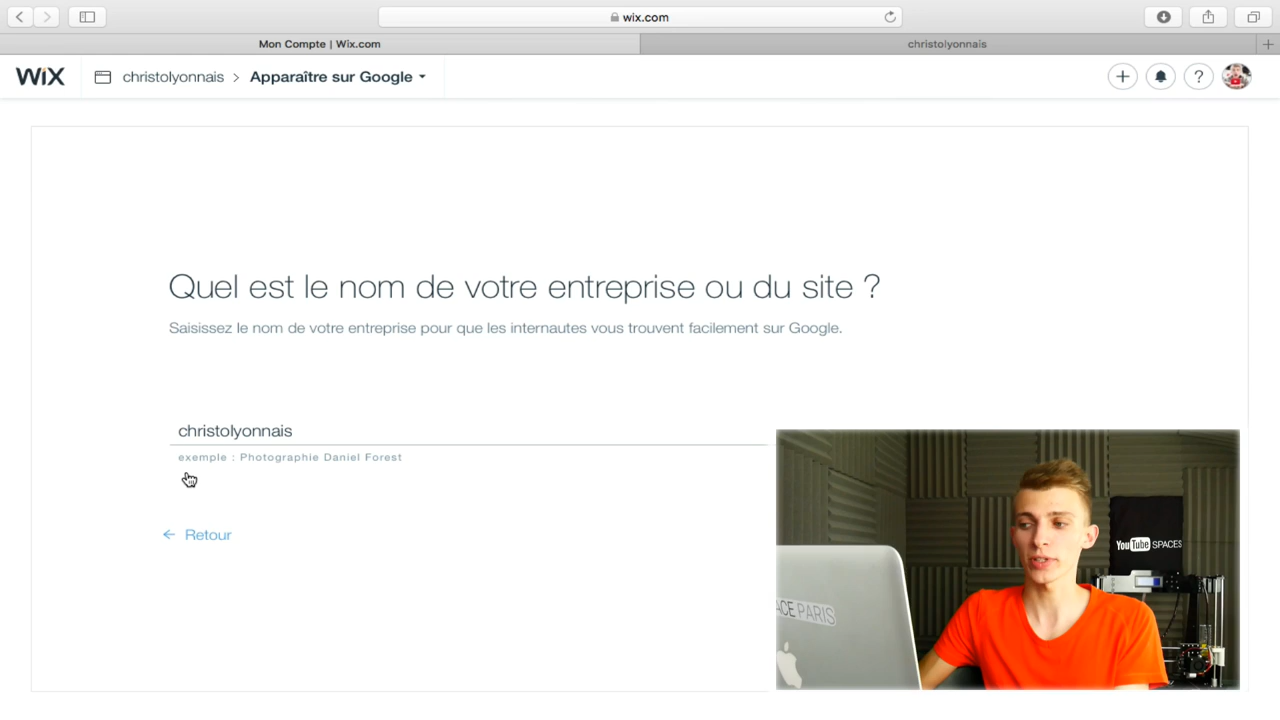 wix.com
Mon Compte | Wix.com
christolyonnais
WiX
christolyonnais > Apparaître sur Google
Quel est le nom de votre entreprise ou du site ?
Saisissez le nom de votre entreprise pour que les internautes vous trouvent facilement sur Google.
christolyonnais
exemple : Photographie Daniel Forest
← Retour
YouTube SPACES
ACE PARIS